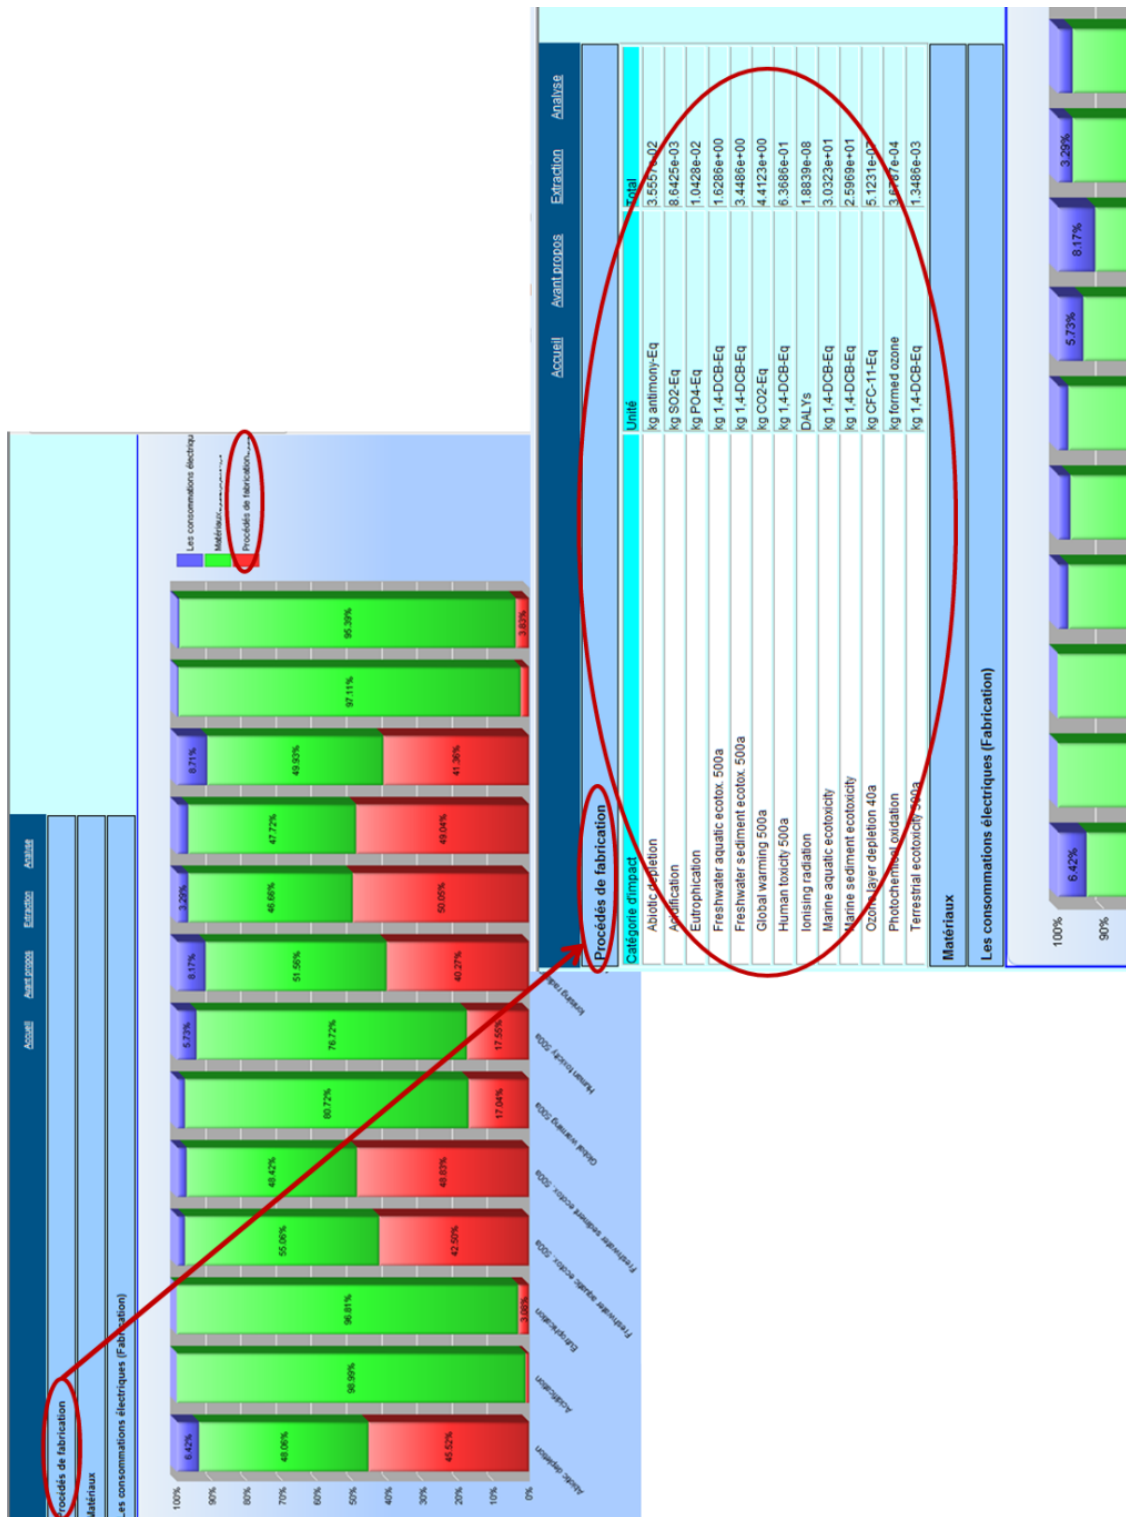 Accueil Avant propos Extraction Analise
Procédés de fabrication
Matériaux
Les consommations électriques (Fabrication)
100%
90%
80%
70%
60%
50%
40%
30%
20%
10%
0%
6.42% 5.73% 8.17% 3.29% 8.71%
48.06% 98.99% 96.81% 55.06% 48.42% 80.72% 76.72% 51.56% 46.66% 47.72% 49.93% 97.11% 95.39%
45.52% 3.06% 42.50% 48.83% 17.04% 17.55% 40.27% 50.05% 49.04% 41.36% 3.83%
Abiotic depletion
Acidification
Eutrophication
Freshwater aquatic ecotox. 500a
Freshwater sediment ecotox. 500a
Global warming 500a
Human toxicity 500a
Ionising radi
Les consommations électriqu
Matériaux
Procédés de fabrication
Accueil Avant propos Extraction Analyse
Procédés de fabrication
Catégorie d'impact Unité Total
Abiotic depletion kg antimony-Eq 3.5557e-02
Acidification kg SO2-Eq 8.6425e-03
Eutrophication kg PO4-Eq 1.0428e-02
Freshwater aquatic ecotox. 500a kg 1,4-DCB-Eq 1.6286e+00
Freshwater sediment ecotox. 500a kg 1,4-DCB-Eq 3.4486e+00
Global warming 500a kg CO2-Eq 4.4123e+00
Human toxicity 500a kg 1,4-DCB-Eq 6.3686e-01
Ionising radiation DALYs 1.8839e-08
Marine aquatic ecotoxicity kg 1,4-DCB-Eq 3.0323e+01
Marine sediment ecotoxicity kg 1,4-DCB-Eq 2.5969e+01
Ozone layer depletion 40a kg CFC-11-Eq 5.1231e-07
Photochemical oxidation kg formed ozone
Terrestrial ecotoxicity 500a kg 1,4-DCB-Eq 1.3486e-03
Matériaux
Les consommations électriques (Fabrication)
100%
90%
6.42% 5.73% 8.17% 3.29%